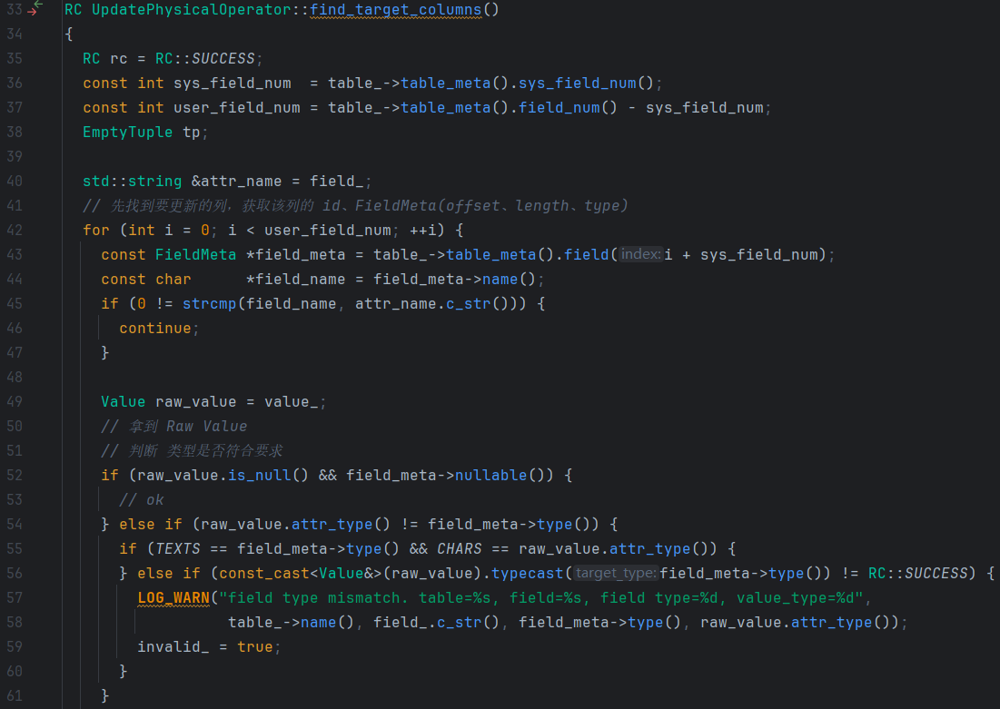 33 RC UpdatePhysicalOperator::find_target_columns()
34 {
35   RC rc = RC::SUCCESS;
36   const int sys_field_num  = table_->table_meta().sys_field_num();
37   const int user_field_num = table_->table_meta().field_num() - sys_field_num;
38   EmptyTuple tp;
39
40   std::string &attr_name = field_;
41   // 先找到要更新的列，获取该列的 id、FieldMeta(offset、length、type)
42   for (int i = 0; i < user_field_num; ++i) {
43     const FieldMeta *field_meta = table_->table_meta().field(index:i + sys_field_num);
44     const char      *field_name = field_meta->name();
45     if (0 != strcmp(field_name, attr_name.c_str())) {
46       continue;
47     }
48
49     Value raw_value = value_;
50     // 拿到 Raw Value
51     // 判断 类型是否符合要求
52     if (raw_value.is_null() && field_meta->nullable()) {
53       // ok
54     } else if (raw_value.attr_type() != field_meta->type()) {
55       if (TEXTS == field_meta->type() && CHARS == raw_value.attr_type()) {
56       } else if (const_cast<Value&>(raw_value).typecast(target_type:field_meta->type()) != RC::SUCCESS) {
57         LOG_WARN("field type mismatch. table=%s, field=%s, field type=%d, value_type=%d",
58                   table_->name(), field_.c_str(), field_meta->type(), raw_value.attr_type());
59         invalid_ = true;
60       }
61     }